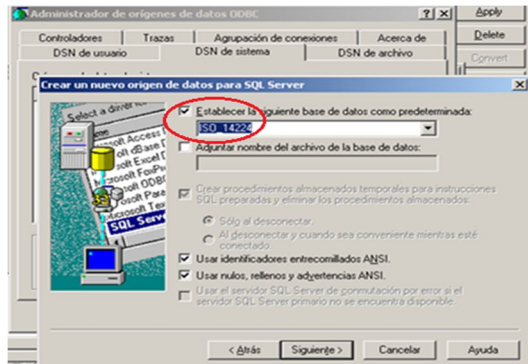 Administrador de orígenes de datos ODBC
Apply
Delete
Convert
Controladores
Trazas
Agrupación de conexiones
Acerca de
DSN de usuario
DSN de sistema
DSN de archivo
Crear un nuevo origen de datos para SQL Server
Select a driver
Establecer la siguiente base de datos como predeterminada:
ISO_14224
Adjuntar nombre del archivo de la base de datos:
Crear procedimientos almacenados temporales para instrucciones
SQL preparadas y eliminar los procedimientos almacenados:
Sólo al desconectar.
Al desconectar y cuando sea conveniente mientras esté
conectado.
Usar identificadores entrecomillados ANSI.
Usar nulos, rellenos y advertencias ANSI.
Usar el servidor SQL Server de conmutación por error si el
servidor SQL Server primario no se encuentra disponible.
SQL Serve
< Atrás
Siguiente >
Cancelar
Ayuda